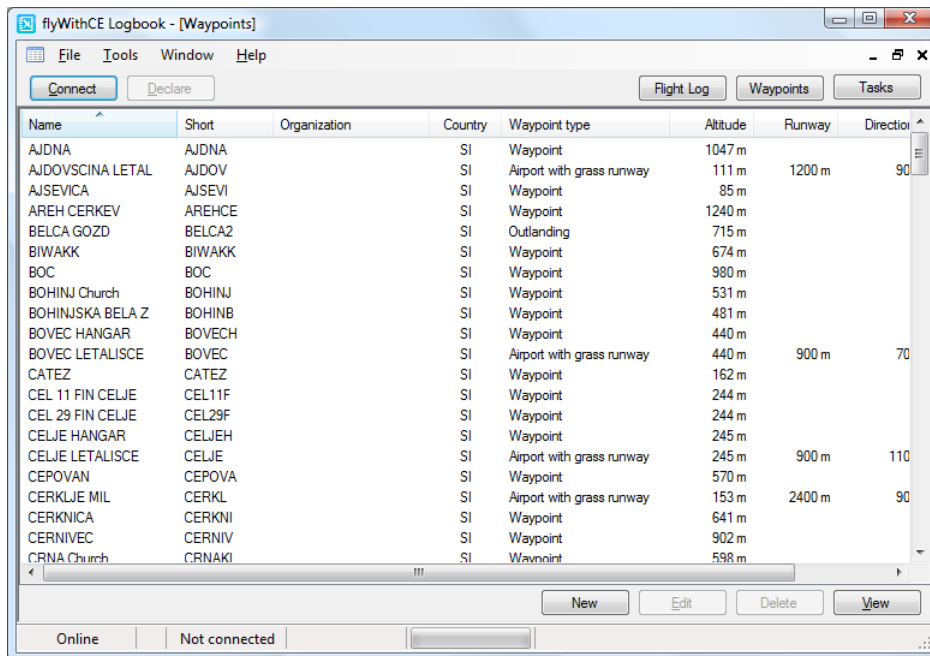 flyWithCE Logbook - [Waypoints]
File Tools Window Help
Connect Declare Flight Log Waypoints Tasks
Name Short Organization Country Waypoint type Altitude Runway Direction
AJDNA AJDNA SI Waypoint 1047 m
AJDOVSCINA LETAL AJDOV SI Airport with grass runway 111 m 1200 m 90
AJSEVICA AJSEVI SI Waypoint 85 m
AREH CERKEV AREHCE SI Waypoint 1240 m
BELCA GOZD BELCA2 SI Outlanding 715 m
BIWAKK BIWAKK SI Waypoint 674 m
BOC BOC SI Waypoint 980 m
BOHINJ Church BOHINJ SI Waypoint 531 m
BOHINJSKA BELA Z BOHINB SI Waypoint 481 m
BOVEC HANGAR BOVECH SI Waypoint 440 m
BOVEC LETALISCE BOVEC SI Airport with grass runway 440 m 900 m 70
CATEZ CATEZ SI Waypoint 162 m
CEL 11 FIN CELJE CEL11F SI Waypoint 244 m
CEL 29 FIN CELJE CEL29F SI Waypoint 244 m
CELJE HANGAR CELJEH SI Waypoint 245 m
CELJE LETALISCE CELJE SI Airport with grass runway 245 m 900 m 110
CEPOVAN CEPOVA SI Waypoint 570 m
CERKLJE MIL CERKL SI Airport with grass runway 153 m 2400 m 90
CERKNICA CERKNI SI Waypoint 641 m
CERNIVEC CERNIV SI Waypoint 902 m
CRNA Church CRNAKI SI Waypoint 598 m
New Edit Delete View
Online Not connected